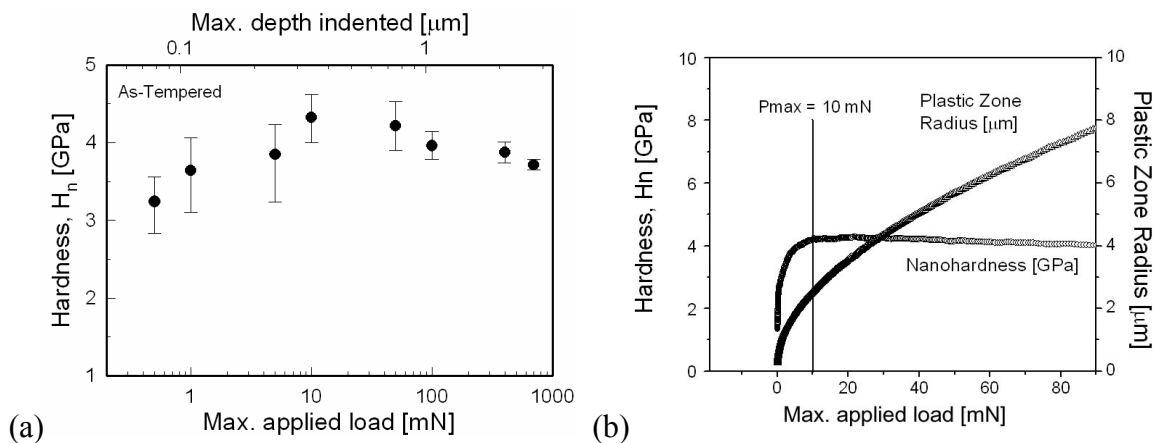 Max. depth indented [μm]
0.1 1
5
4
3
2
1
As-Tempered
Hardness, Hn [GPa]
1 10 100 1000
Max. applied load [mN]
(a)
10
8
6
4
2
0
Hardness, Hn [GPa]
Pmax = 10 mN
Plastic Zone
Radius [μm]
Nanohardness [GPa]
10
8
6
4
2
0
Plastic Zone Radius [μm]
0 20 40 60 80
Max. applied load [mN]
(b)